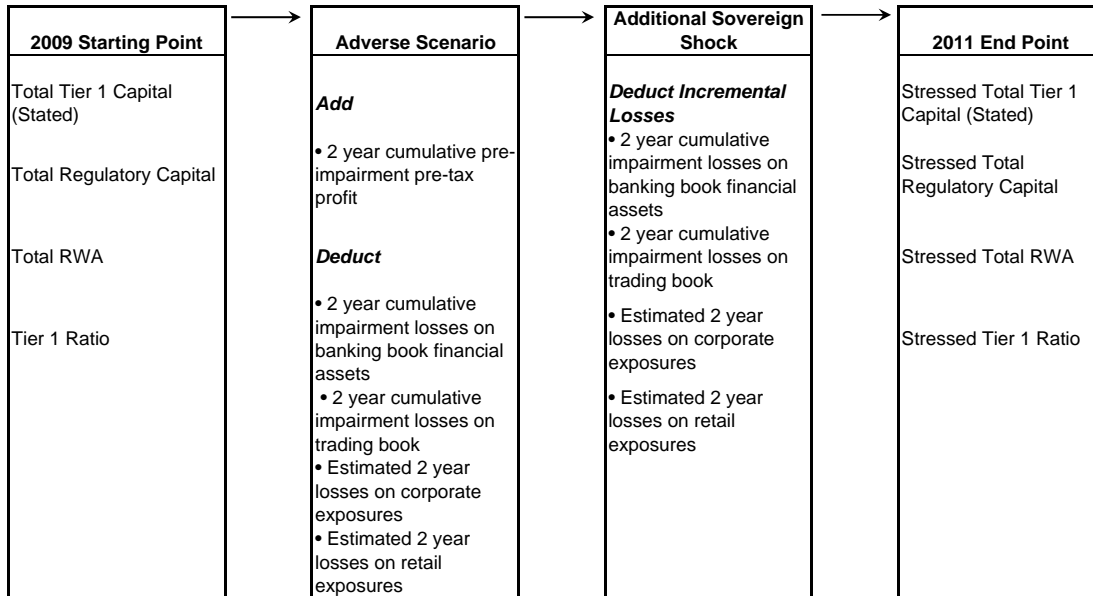 2009 Starting Point
Total Tier 1 Capital
(Stated)
Total Regulatory Capital
Total RWA
Tier 1 Ratio
Adverse Scenario
Add
• 2 year cumulative pre-
impairment pre-tax
profit
Deduct
• 2 year cumulative
impairment losses on
banking book financial
assets
• 2 year cumulative
impairment losses on
trading book
• Estimated 2 year
losses on corporate
exposures
• Estimated 2 year
losses on retail
exposures
Additional Sovereign
Shock
Deduct Incremental
Losses
• 2 year cumulative
impairment losses on
banking book financial
assets
• 2 year cumulative
impairment losses on
trading book
• Estimated 2 year
losses on corporate
exposures
• Estimated 2 year
losses on retail
exposures
2011 End Point
Stressed Total Tier 1
Capital (Stated)
Stressed Total
Regulatory Capital
Stressed Total RWA
Stressed Tier 1 Ratio